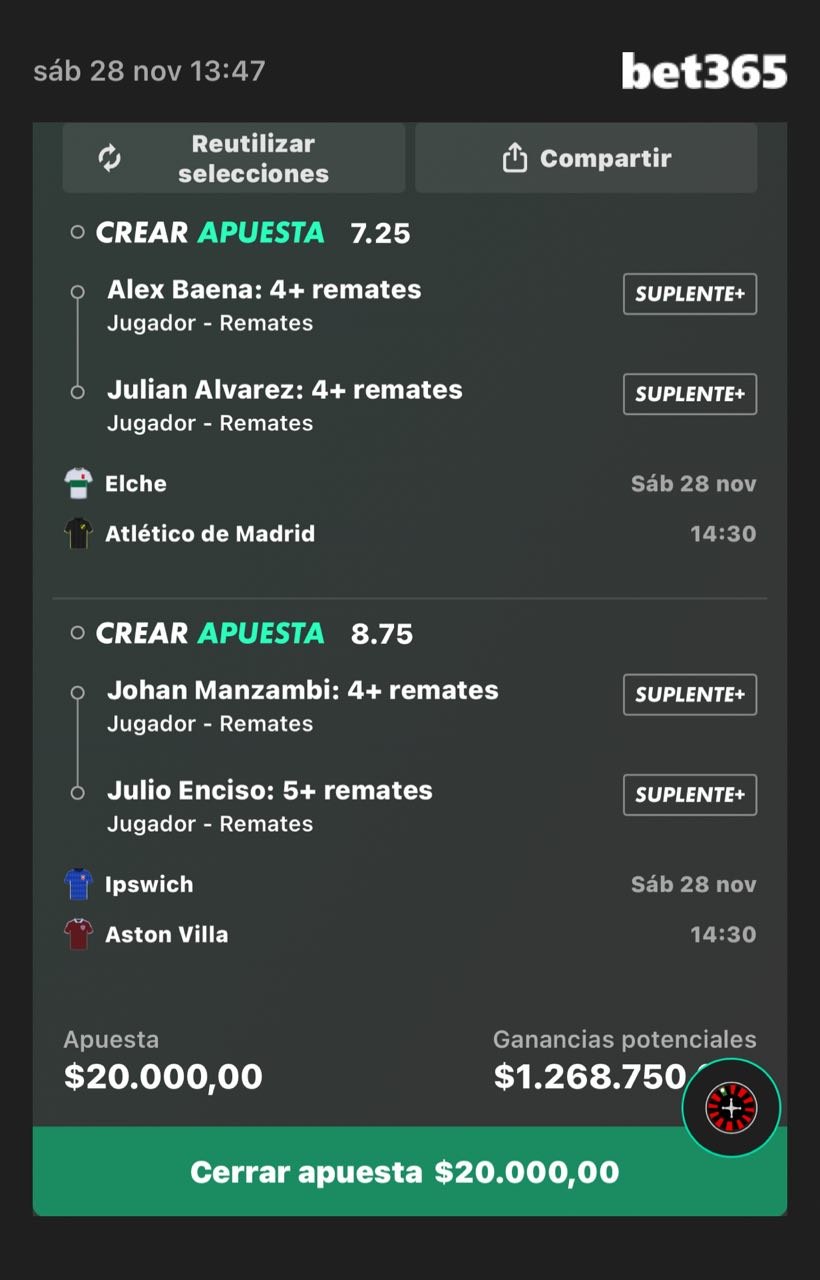 sáb 28 nov 13:47
bet365
Reutilizar
selecciones
Compartir
CREAR APUESTA 7.25
Alex Baena: 4+ remates
SUPLENTE+
Jugador - Remates
Julian Alvarez: 4+ remates
SUPLENTE+
Jugador - Remates
Elche
Sáb 28 nov
Atlético de Madrid
14:30
CREAR APUESTA 8.75
Johan Manzambi: 4+ remates
SUPLENTE+
Jugador - Remates
Julio Enciso: 5+ remates
SUPLENTE+
Jugador - Remates
Ipswich
Sáb 28 nov
Aston Villa
14:30
Apuesta
Ganancias potenciales
$20.000,00
$1.268.750
Cerrar apuesta $20.000,00